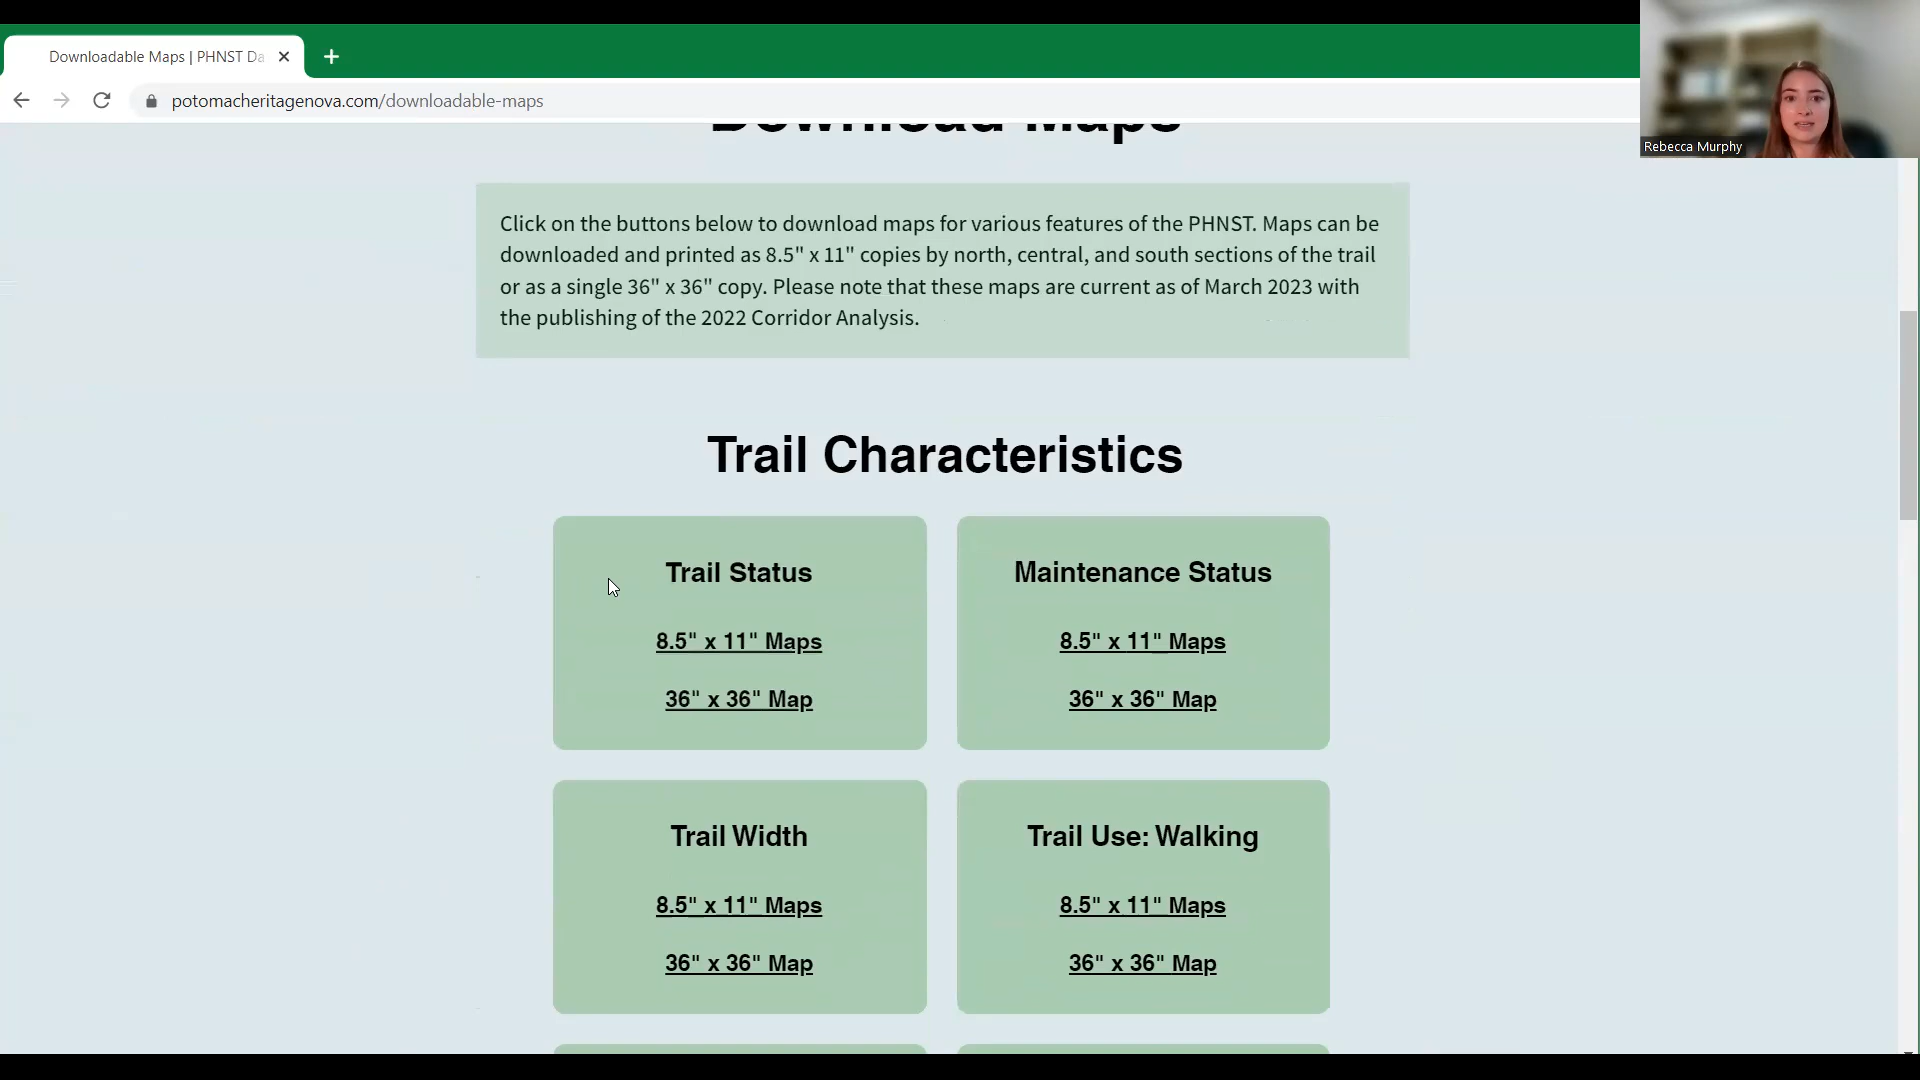 Downloadable Maps | PHNST Da
potomacheritagenova.com/downloadable-maps
Rebecca Murphy
Download Maps
Click on the buttons below to download maps for various features of the PHNST. Maps can be
downloaded and printed as 8.5" x 11" copies by north, central, and south sections of the trail
or as a single 36" x 36" copy. Please note that these maps are current as of March 2023 with
the publishing of the 2022 Corridor Analysis.
Trail Characteristics
Trail Status
8.5" x 11" Maps
36" x 36" Map
Maintenance Status
8.5" x 11" Maps
36" x 36" Map
Trail Width
8.5" x 11" Maps
36" x 36" Map
Trail Use: Walking
8.5" x 11" Maps
36" x 36" Map